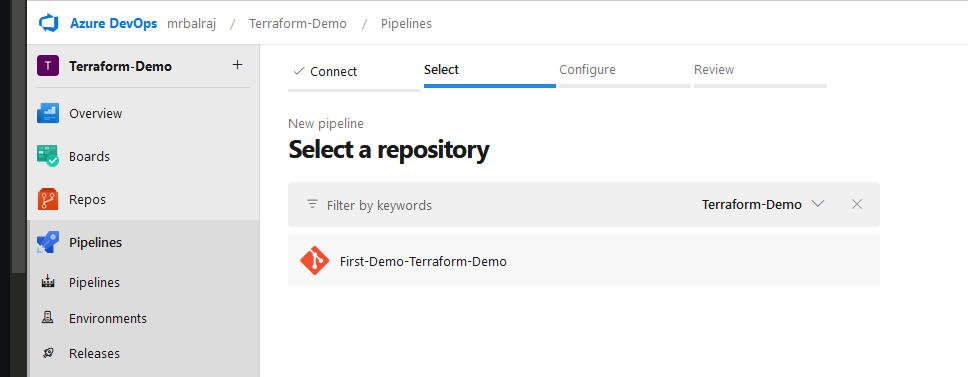 Azure DevOps mrbalraj / Terraform-Demo / Pipelines
T Terraform-Demo +
Connect Select Configure Review
Overview
New pipeline
Select a repository
Boards
Repos
Filter by keywords Terraform-Demo
Pipelines
First-Demo-Terraform-Demo
Pipelines
Environments
Releases